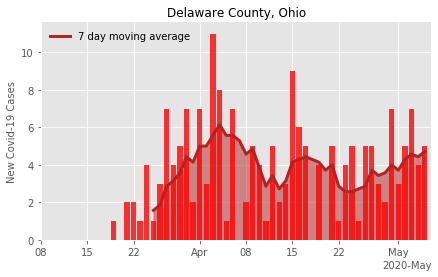 Delaware County, Ohio
7 day moving average
New Covid-19 Cases
10
8
6
4
2
0
08
15
22
Apr
08
15
22
May
2020-May